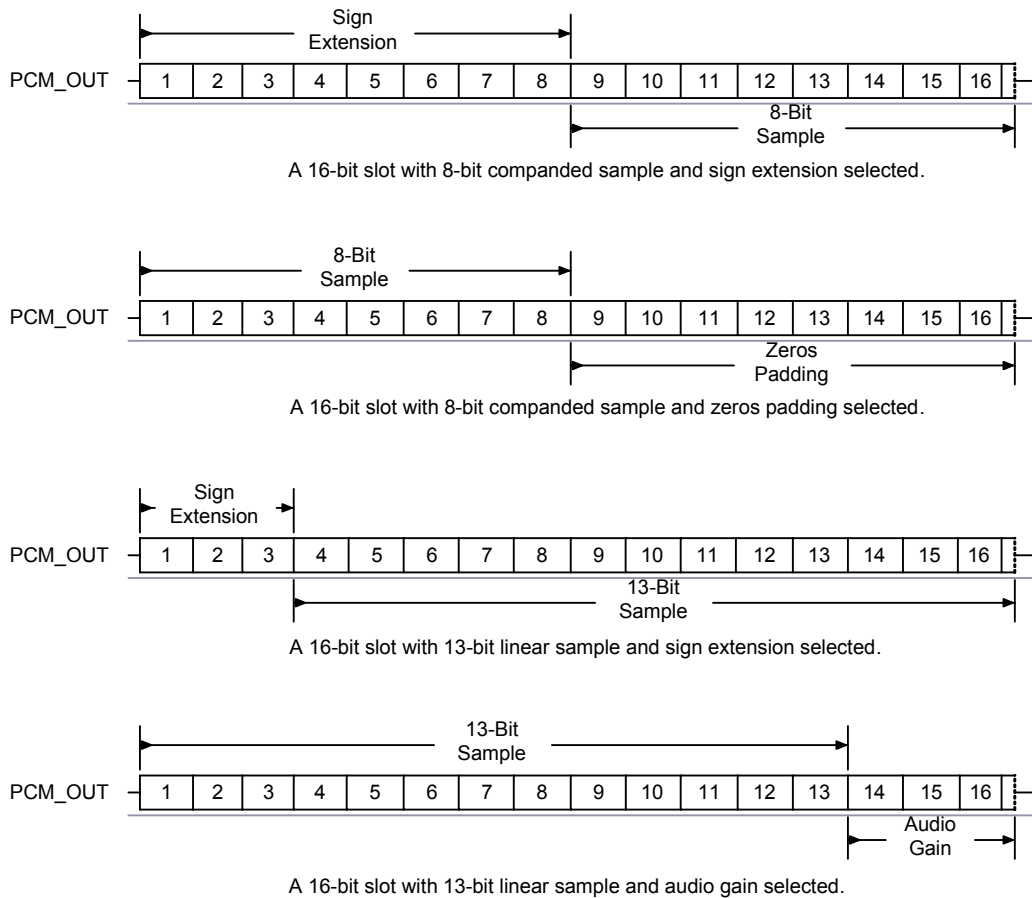 Sign
Extension
PCM_OUT 1 2 3 4 5 6 7 8 9 10 11 12 13 14 15 16
8-Bit
Sample
A 16-bit slot with 8-bit companded sample and sign extension selected.
8-Bit
Sample
PCM_OUT 1 2 3 4 5 6 7 8 9 10 11 12 13 14 15 16
Zeros
Padding
A 16-bit slot with 8-bit companded sample and zeros padding selected.
Sign
Extension
PCM_OUT 1 2 3 4 5 6 7 8 9 10 11 12 13 14 15 16
13-Bit
Sample
A 16-bit slot with 13-bit linear sample and sign extension selected.
13-Bit
Sample
PCM_OUT 1 2 3 4 5 6 7 8 9 10 11 12 13 14 15 16
Audio
Gain
A 16-bit slot with 13-bit linear sample and audio gain selected.